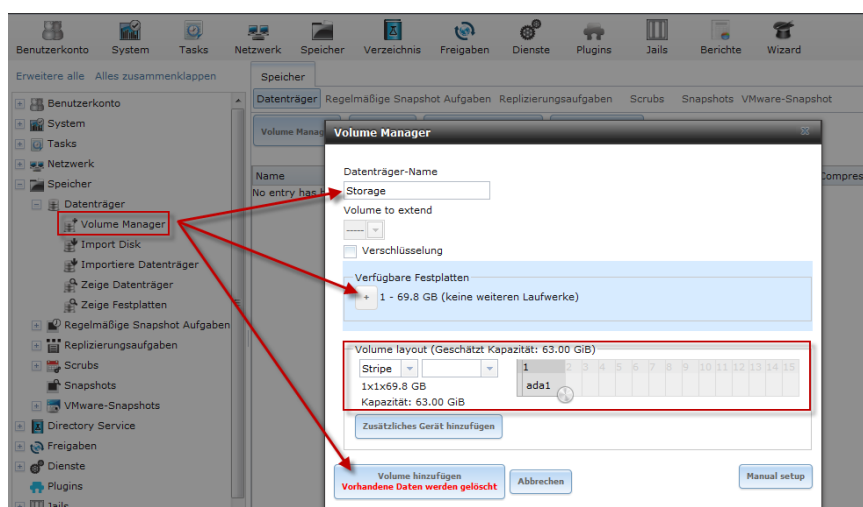 Benutzerkonto System Tasks Netzwerk Speicher Verzeichnis Freigaben Dienste Plugins Jails Berichte Wizard
Erweitere alle Alles zusammenklappen
Benutzerkonto
System
Tasks
Netzwerk
Speicher
Datenträger
Volume Manager
Import Disk
Importiere Datenträger
Zeige Datenträger
Zeige Festplatten
Regelmäßige Snapshot Aufgaben
Replizierungsaufgaben
Scrubs
Snapshots
VMware-Snapshots
Directory Service
Freigaben
Dienste
Plugins
Jails
Speicher
Datenträger Regelmäßige Snapshot Aufgaben Replizierungsaufgaben Scrubs Snapshots VMware-Snapshot
Volume Manag
Name
Compres
No entry has b
Volume Manager
Datenträger-Name
Storage
Volume to extend
-----
Verschlüsselung
Verfügbare Festplatten
+ 1 - 69.8 GB (keine weiteren Laufwerke)
Volume layout (Geschätzt Kapazität: 63.00 GiB)
Stripe
1 2 3 4 5 6 7 8 9 10 11 12 13 14 15
ada1
1x1x69.8 GB
Kapazität: 63.00 GiB
Zusätzliches Gerät hinzufügen
Volume hinzufügen
Vorhandene Daten werden gelöscht
Abbrechen
Manual setup